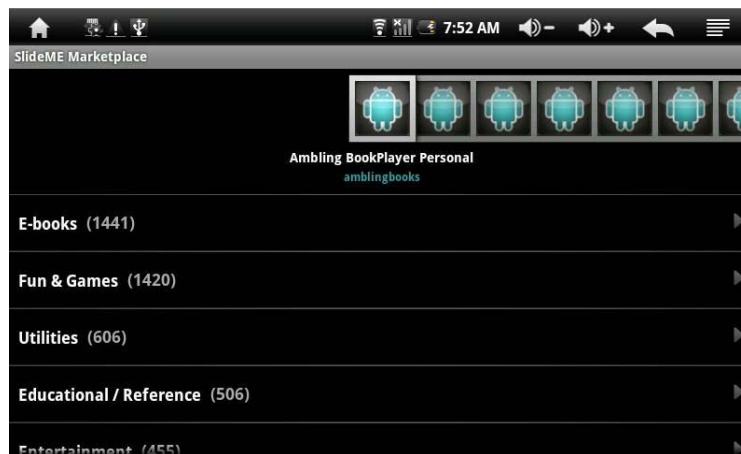 7:52 AM
SlideME Marketplace
Ambling BookPlayer Personal
amblingbooks
E-books (1441)
Fun & Games (1420)
Utilities (606)
Educational / Reference (506)
Entertainment (455)